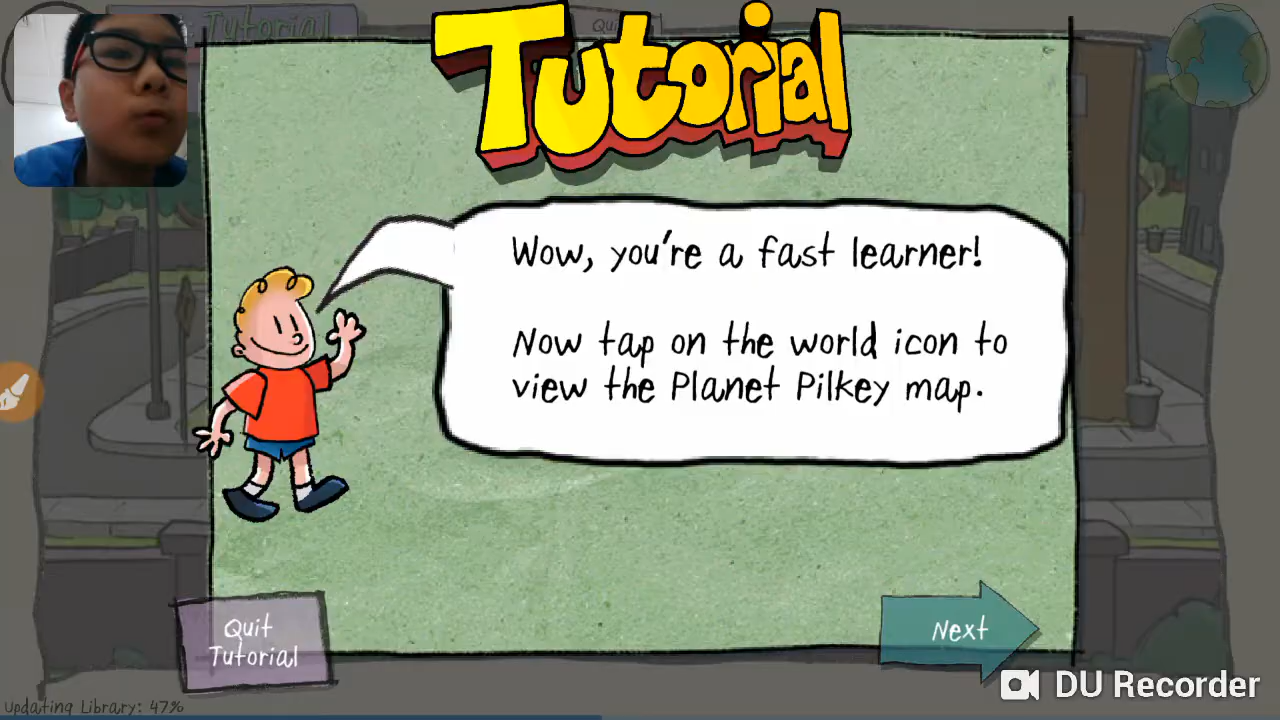 Tutorial
Tutorial
Wow, you're a fast learner!
Now tap on the world icon to
view the Planet Pilkey map.
Quit
Tutorial
Next
DU Recorder
Updating Library: 47%